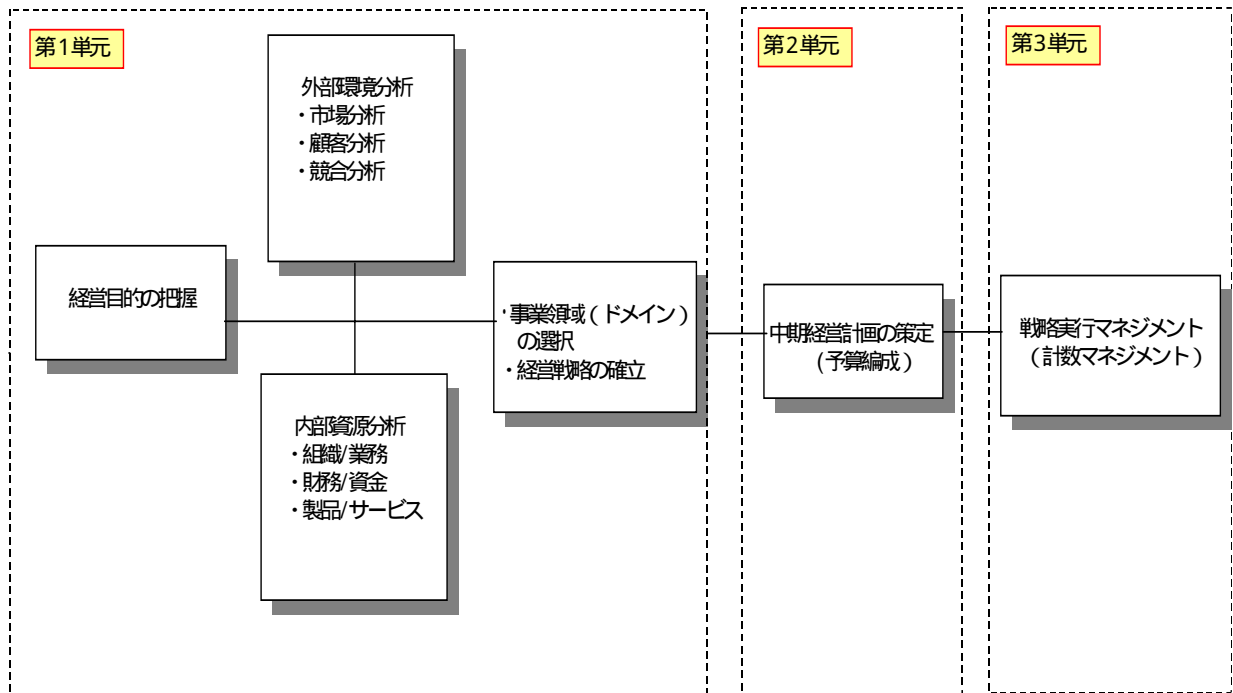 第1単元
外部環境分析
・市場分析
・顧客分析
・競合分析
経営目的の把握
内部資源分析
・組織/業務
・財務/資金
・製品/サービス
・事業領域（ドメイン）
の選択
・経営戦略の確立
第2単元
中期経営計画の策定
（予算編成）
第3単元
戦略実行マネジメント
（計数マネジメント）